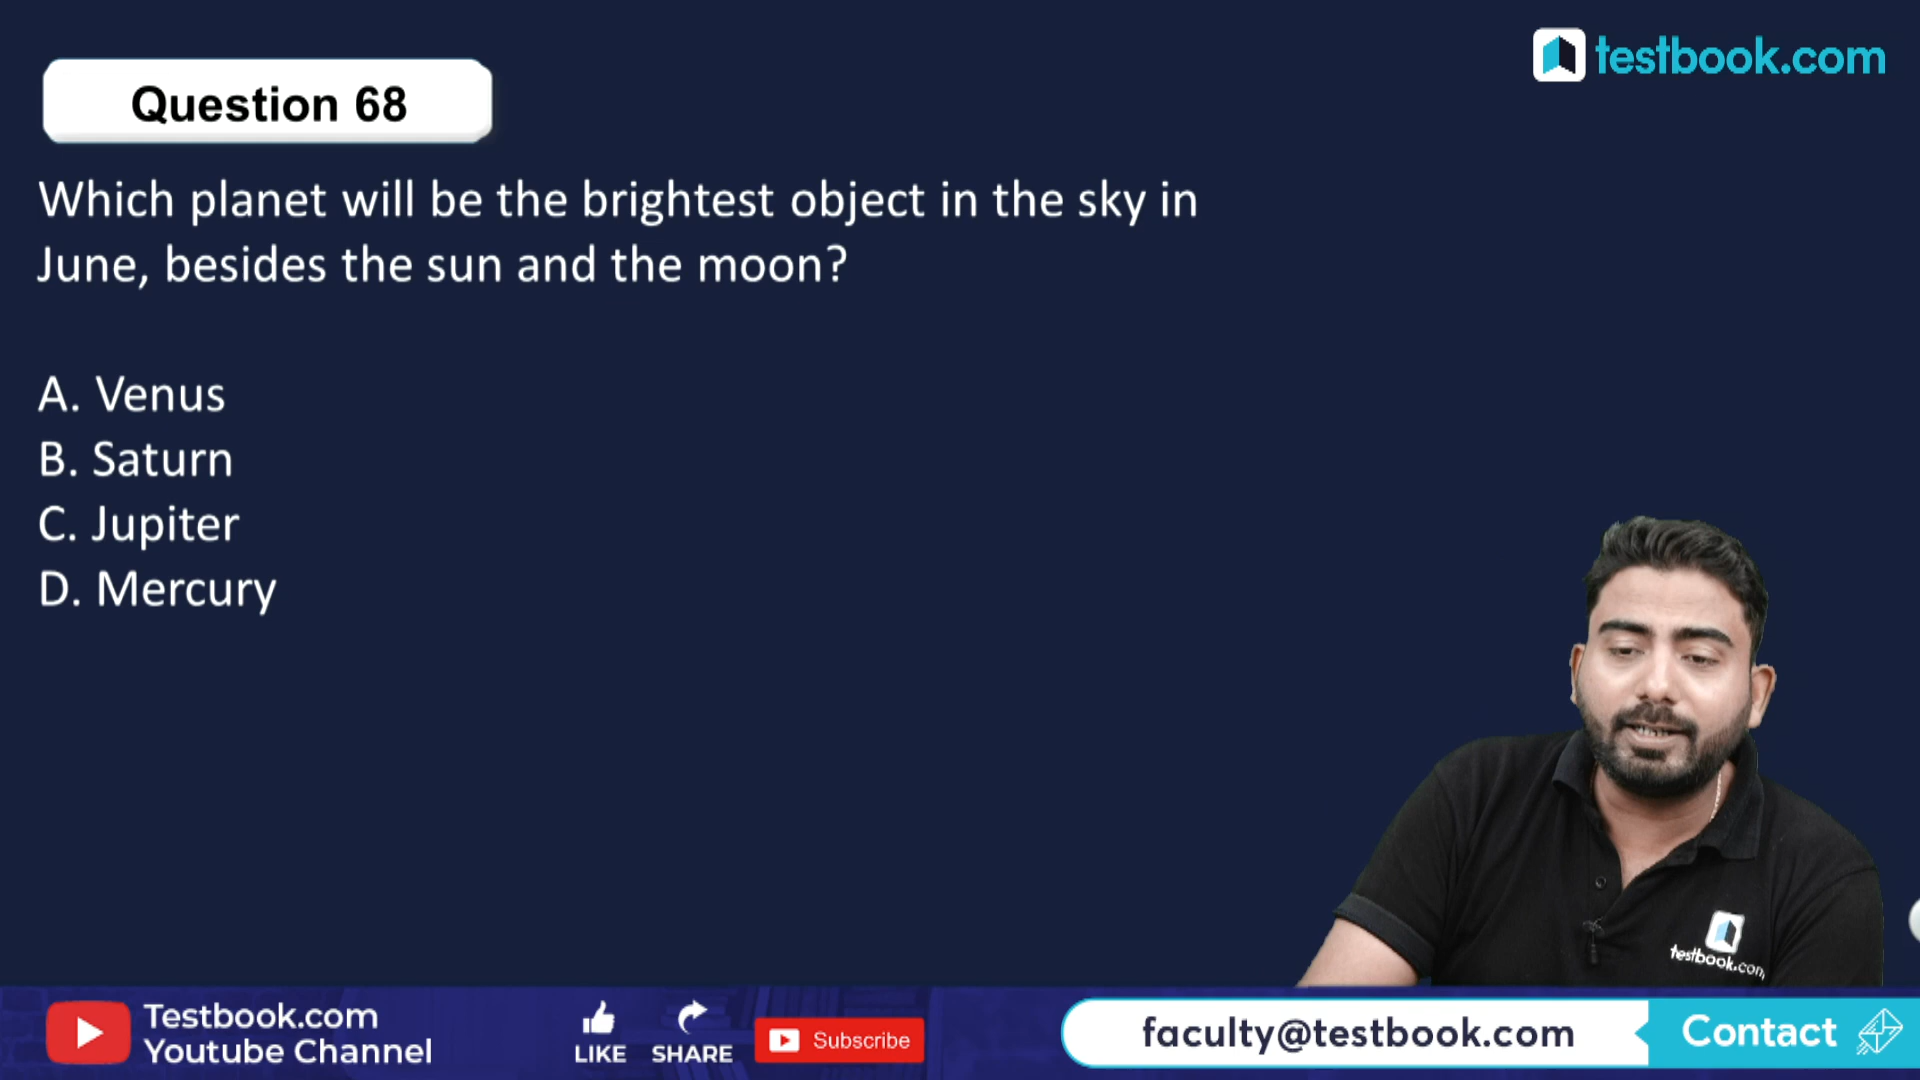 testbook.com
Question 68
Which planet will be the brightest object in the sky in
June, besides the sun and the moon?
A. Venus
B. Saturn
C. Jupiter
D. Mercury
testbook.com
Testbook.com
Youtube Channel
LIKE
SHARE
Subscribe
faculty@testbook.com
Contact